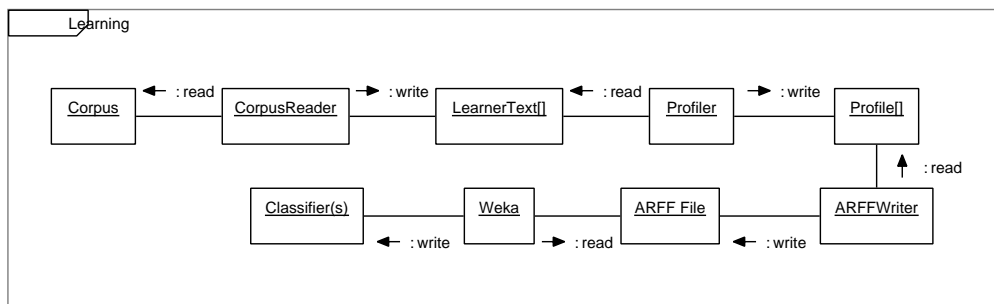 Learning
: read
: write
: read
: write
Corpus
CorpusReader
LearnerText[]
Profiler
Profile[]
: read
Classifier(s)
Weka
ARFF File
ARFFWriter
: write
: read
: write